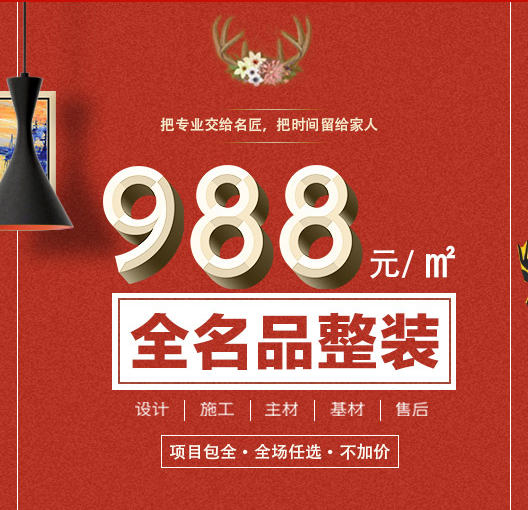 把专业交给名匠，把时间留给家人
988元/㎡
全名品整装
设计 | 施工 | 主材 | 基材 | 售后
项目包全·全场任选·不加价